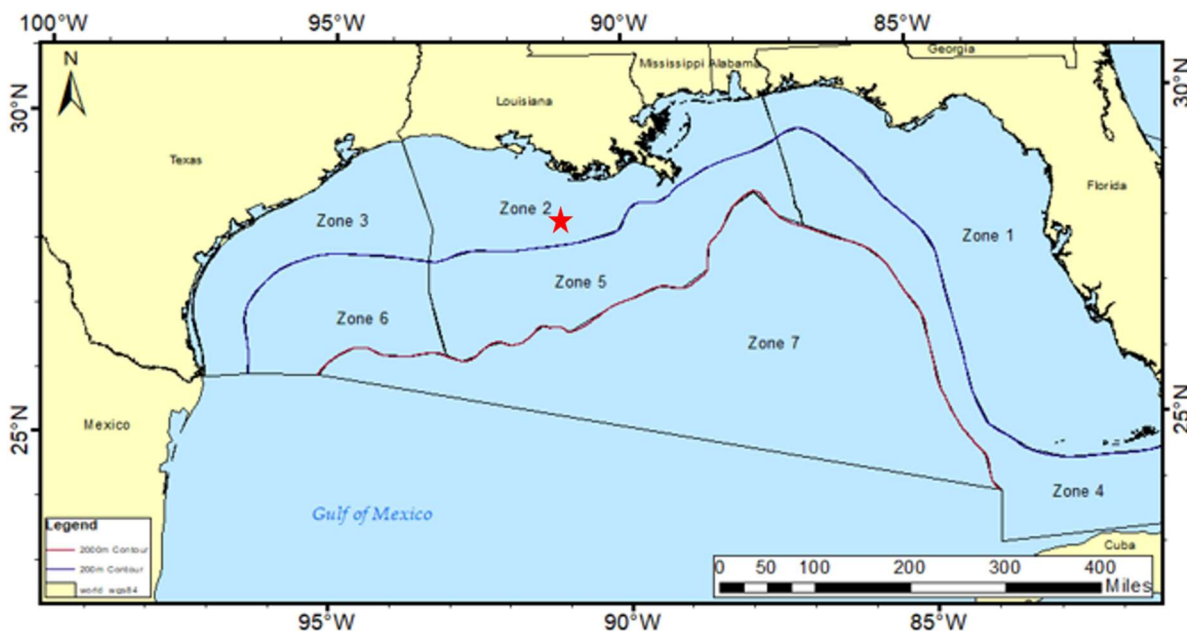 100°W 95°W 90°W 85°W
N
Georgia
Mississippi Alabama
30°N 30°N
Louisiana
Texas
Florida
Zone 2
Zone 3
Zone 1
Zone 5
Zone 6
Zone 7
25°N 25°N
Mexico
Zone 4
Gulf of Mexico
Legend
2000m Contour
200m Contour
world_wgs84
Cuba
0 50 100 200 300 400
Miles
95°W 90°W 85°W